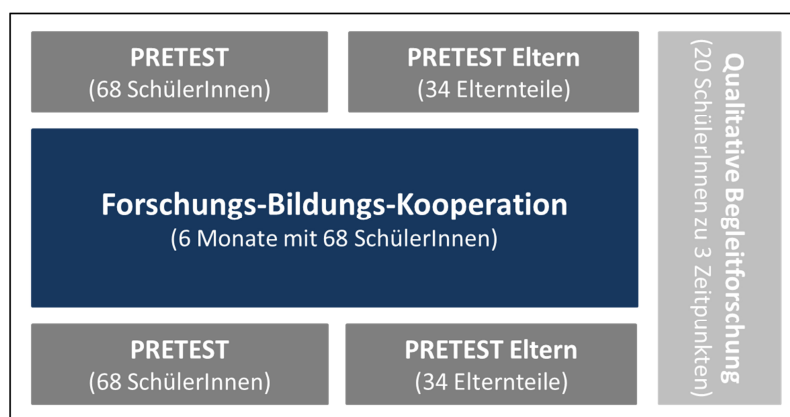 PRETEST
(68 SchülerInnen)
PRETEST Eltern
(34 Elternteile)
Forschungs-Bildungs-Kooperation
(6 Monate mit 68 SchülerInnen)
PRETEST
(68 SchülerInnen)
PRETEST Eltern
(34 Elternteile)
Qualitative Begleitforschung
(20 SchülerInnen zu 3 Zeitpunkten)